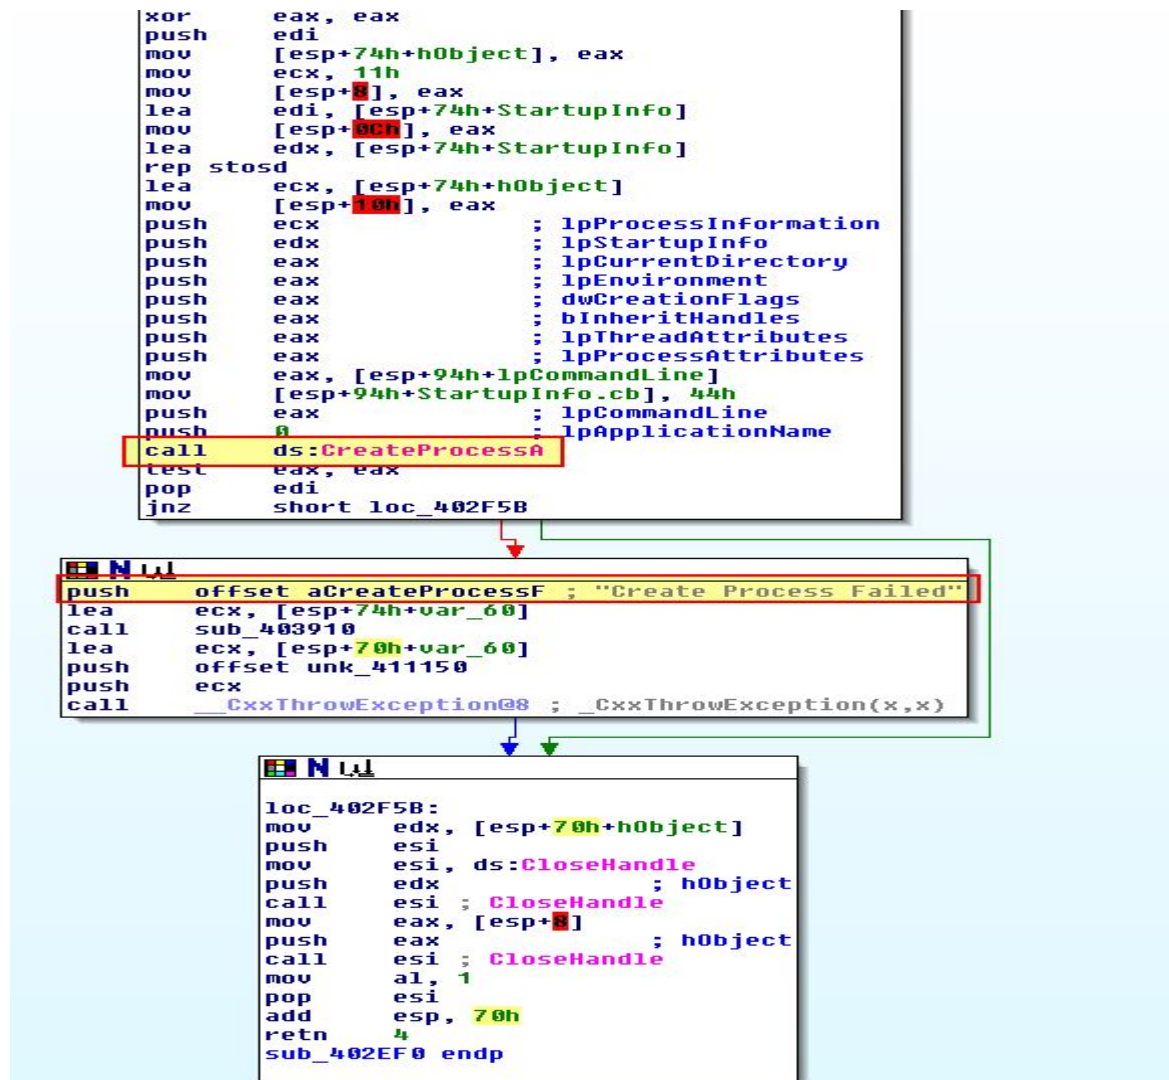 xor eax, eax
push edi
mov [esp+74h+hObject], eax
mov ecx, 11h
mov [esp+8], eax
lea edi, [esp+74h+StartupInfo]
mov [esp+0Ch], eax
lea edx, [esp+74h+StartupInfo]
rep stosd
lea ecx, [esp+74h+hObject]
mov [esp+10h], eax
push ecx ; lpProcessInformation
push edx ; lpStartupInfo
push eax ; lpCurrentDirectory
push eax ; lpEnvironment
push eax ; dwCreationFlags
push eax ; bInheritHandles
push eax ; lpThreadAttributes
push eax ; lpProcessAttributes
mov eax, [esp+94h+lpCommandLine]
mov [esp+94h+StartupInfo.cb], 44h
push eax ; lpCommandLine
push 0 ; lpApplicationName
call ds:CreateProcessA
test eax, eax
pop edi
jnz short loc_402F5B
N
push offset aCreateProcessF ; "Create Process Failed"
lea ecx, [esp+74h+var_60]
call sub_403910
lea ecx, [esp+70h+var_60]
push offset unk_411150
push ecx
call __CxxThrowException@8 ; _CxxThrowException(x,x)
N
loc_402F5B:
mov edx, [esp+70h+hObject]
push esi
mov esi, ds:CloseHandle
push edx ; hObject
call esi ; CloseHandle
mov eax, [esp+8]
push eax ; hObject
call esi ; CloseHandle
mov al, 1
pop esi
add esp, 70h
retn 4
sub_402EF0 endp